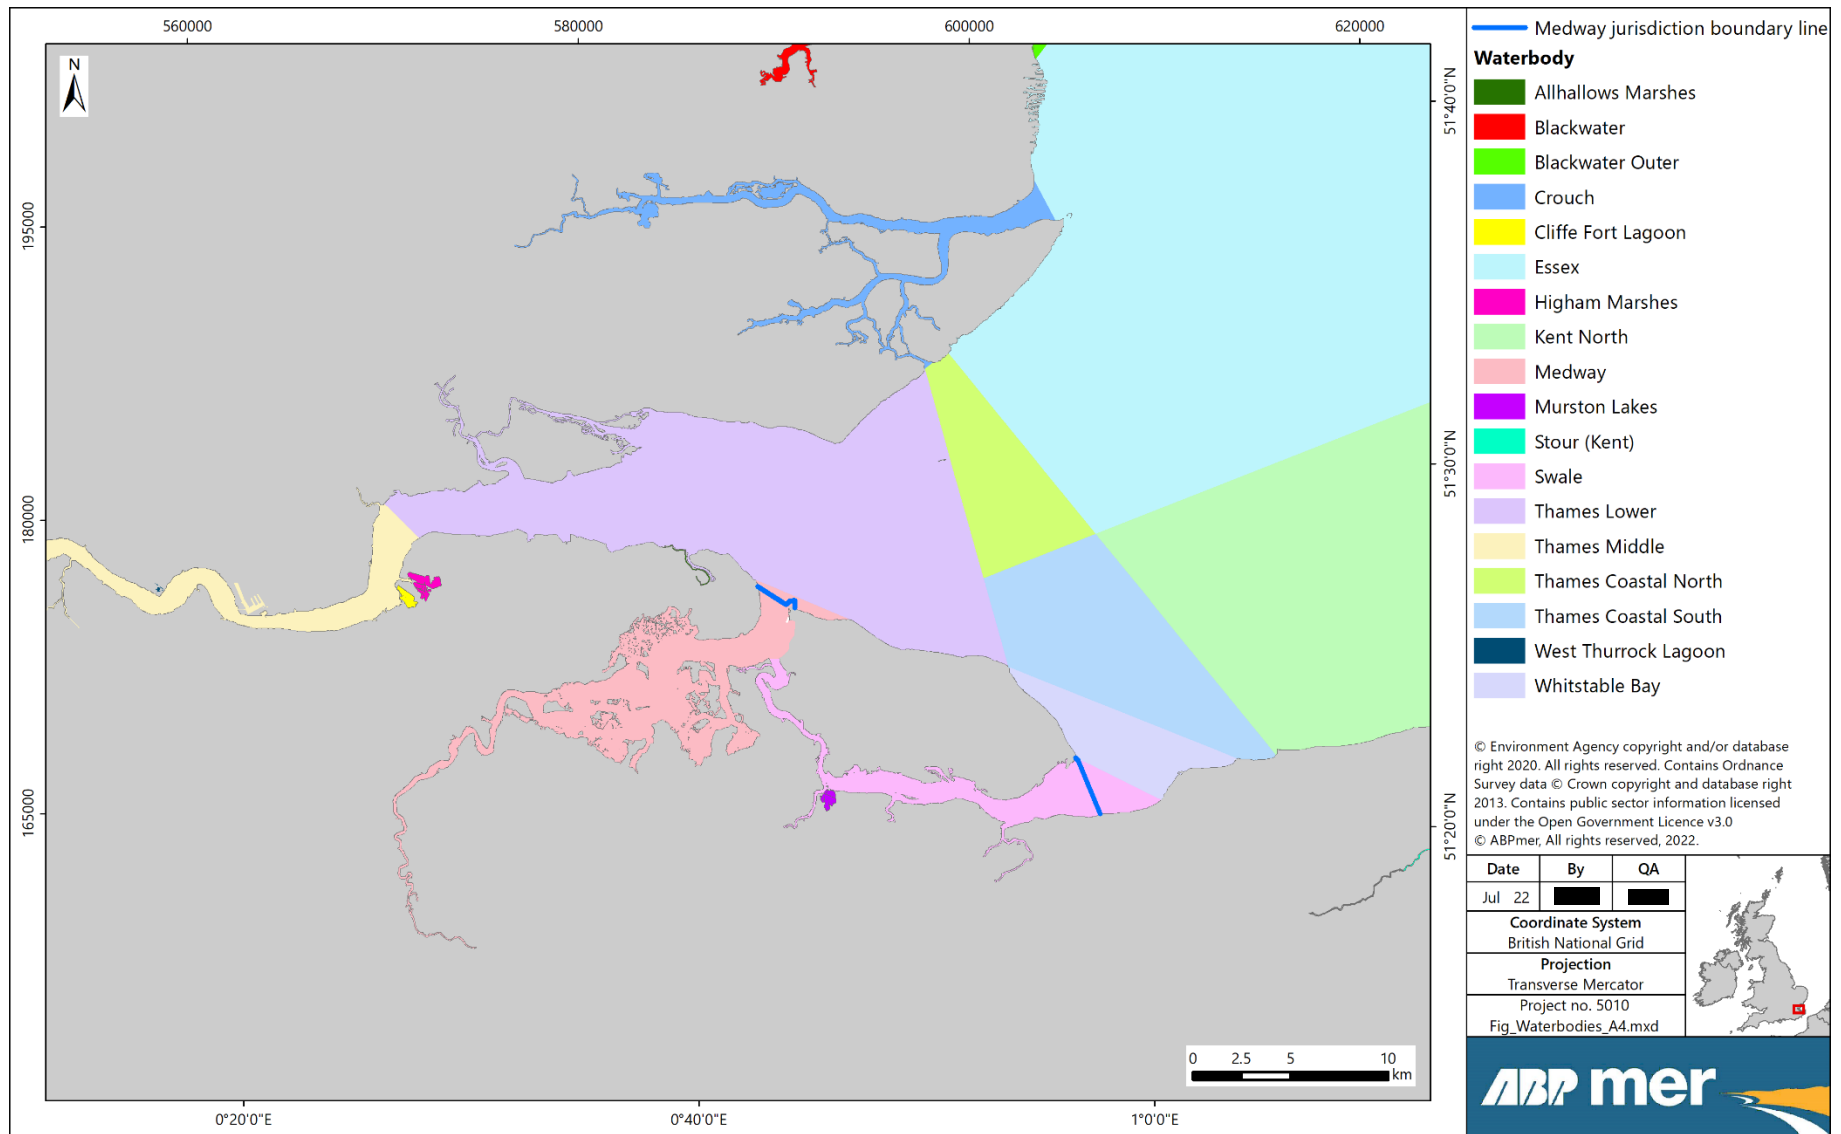 560000
580000
600000
620000
N
195000
180000
165000
51°40'0"N
51°30'0"N
51°20'0"N
0°20'0"E
0°40'0"E
1°0'0"E
0 2.5 5 10
km
Medway jurisdiction boundary line
Waterbody
Allhallows Marshes
Blackwater
Blackwater Outer
Crouch
Cliffe Fort Lagoon
Essex
Higham Marshes
Kent North
Medway
Murston Lakes
Stour (Kent)
Swale
Thames Lower
Thames Middle
Thames Coastal North
Thames Coastal South
West Thurrock Lagoon
Whitstable Bay
© Environment Agency copyright and/or database
right 2020. All rights reserved. Contains Ordnance
Survey data © Crown copyright and database right
2013. Contains public sector information licensed
under the Open Government Licence v3.0
© ABPmer, All rights reserved, 2022.
Date By QA
Jul 22
Coordinate System
British National Grid
Projection
Transverse Mercator
Project no. 5010
Fig_Waterbodies_A4.mxd
ABPmer